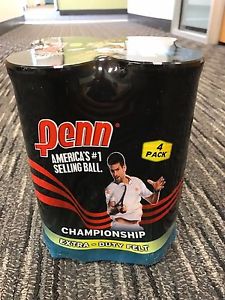 Penn®
AMERICA'S #1
SELLING BALL.
4
PACK
CHAMPIONSHIP
EXTRA - DUTY FELT